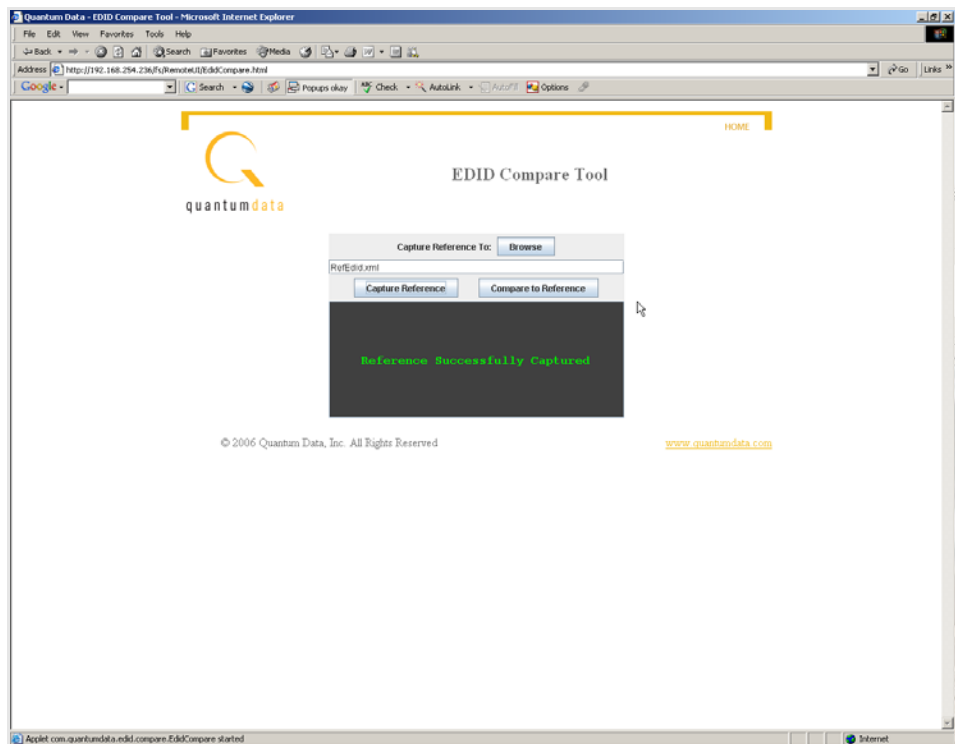 Quantum Data - EDID Compare Tool - Microsoft Internet Explorer
File Edit View Favorites Tools Help
Back Search Favorites Media
Address http://192.168.254.236/fs/RemoteUI/EdidCompare.html Go Links »
Google - Search Popups okay Check AutoLink AutoFill Options
HOME
EDID Compare Tool
quantumdata
Capture Reference To: Browse
RefEdid.xml
Capture Reference Compare to Reference
Reference Successfully Captured
© 2006 Quantum Data, Inc. All Rights Reserved www.quantumdata.com
Applet com.quantumdata.edid.compare.EdidCompare started Internet